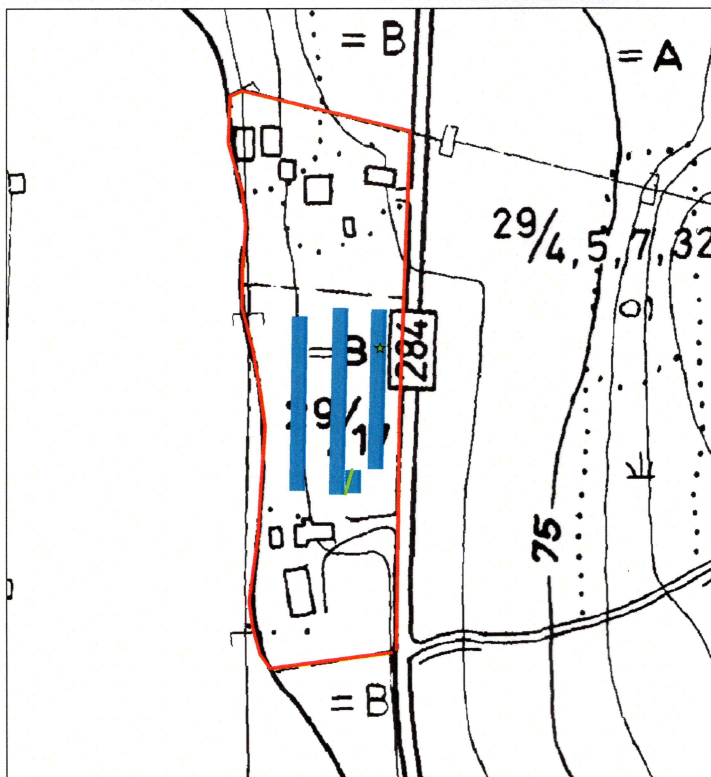 = B
= A
29/4, 5, 7, 32
284
= B
75
= B